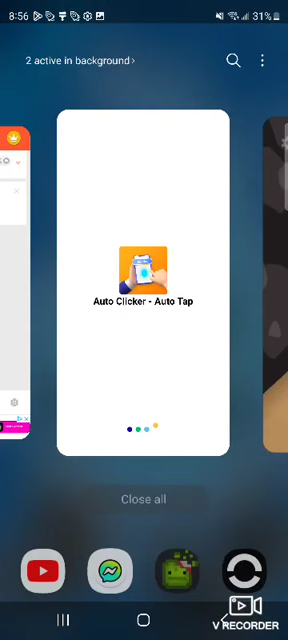 8:56
31%
2 active in background ›
Auto Clicker - Auto Tap
Close all
V RECORDER